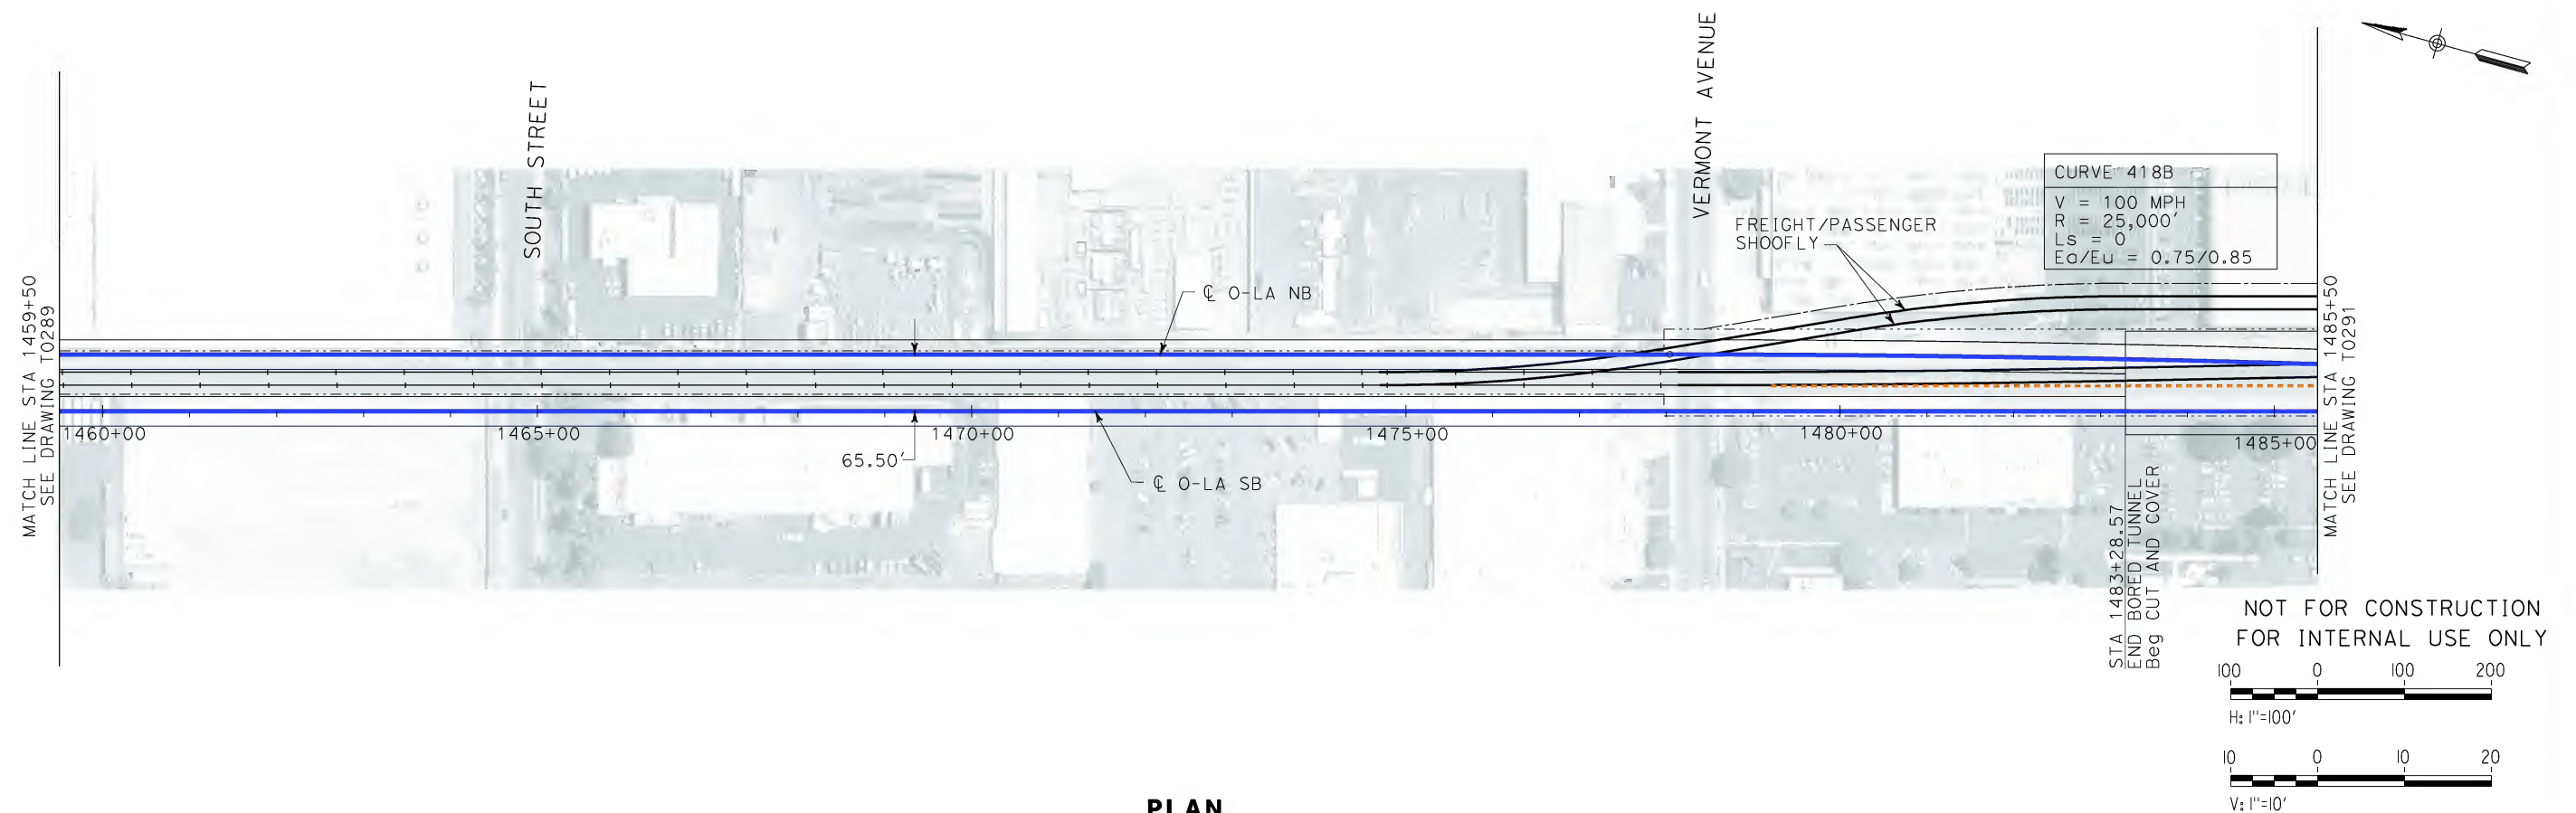 MATCH LINE STA 1459+50
SEE DRAWING TO289
SOUTH STREET
VERMONT AVENUE
FREIGHT/PASSENGER
SHOOFLY
CURVE 418B
V = 100 MPH
R = 25,000'
Ls = 0
Ea/Eu = 0.75/0.85
℄ O-LA NB
1460+00
1465+00
1470+00
1475+00
1480+00
1485+00
65.50'
℄ O-LA SB
STA 1483+28.57
END BORED TUNNEL
Beg CUT AND COVER
MATCH LINE STA 1485+50
SEE DRAWING TO291
NOT FOR CONSTRUCTION
FOR INTERNAL USE ONLY
100 0 100 200
H: 1"=100'
10 0 10 20
V: 1"=10'
PLAN